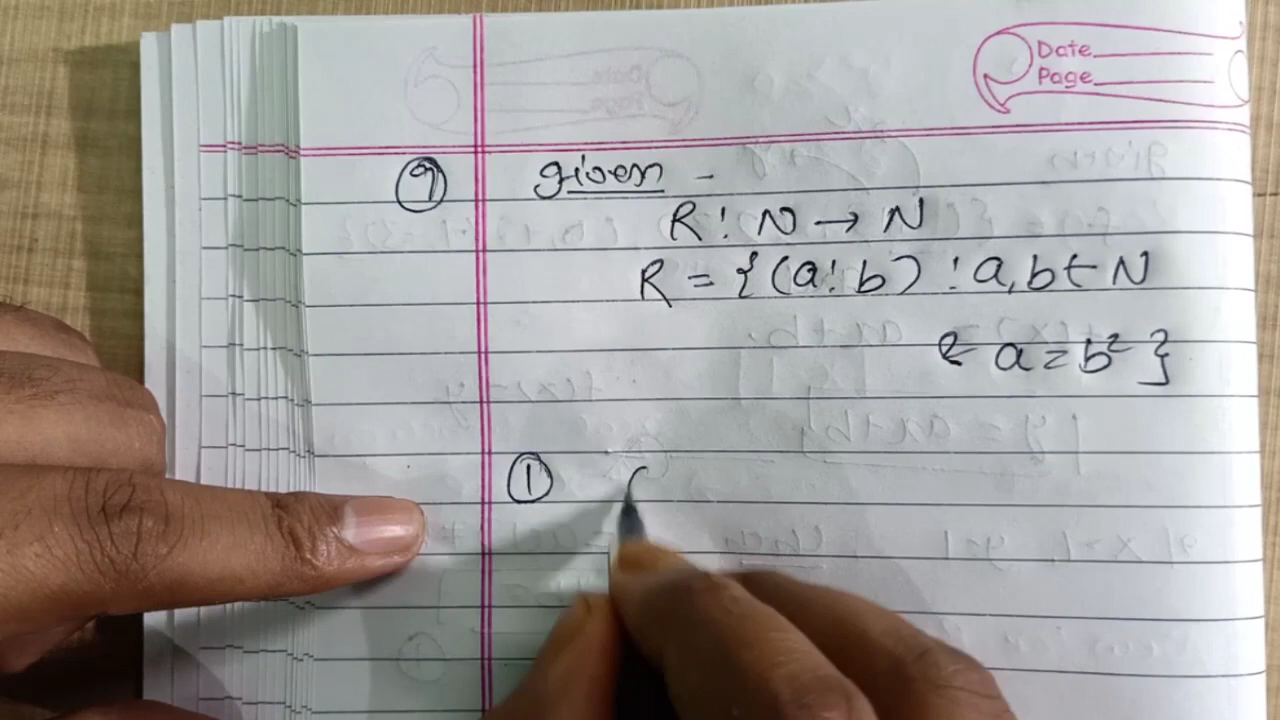 Date
Page
9 given -
R : N → N
R = {(a : b) : a, b ∈ N
& a = b² }
① (